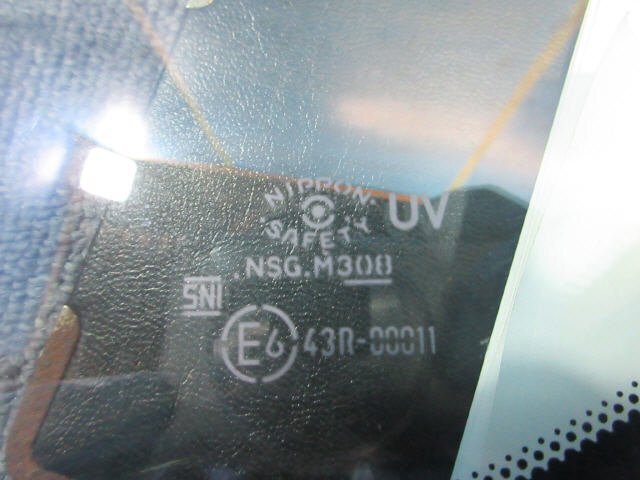 .NIPPON.
UV
.SAFETY.
.NSG.M300
SNI
E6 43R-00011